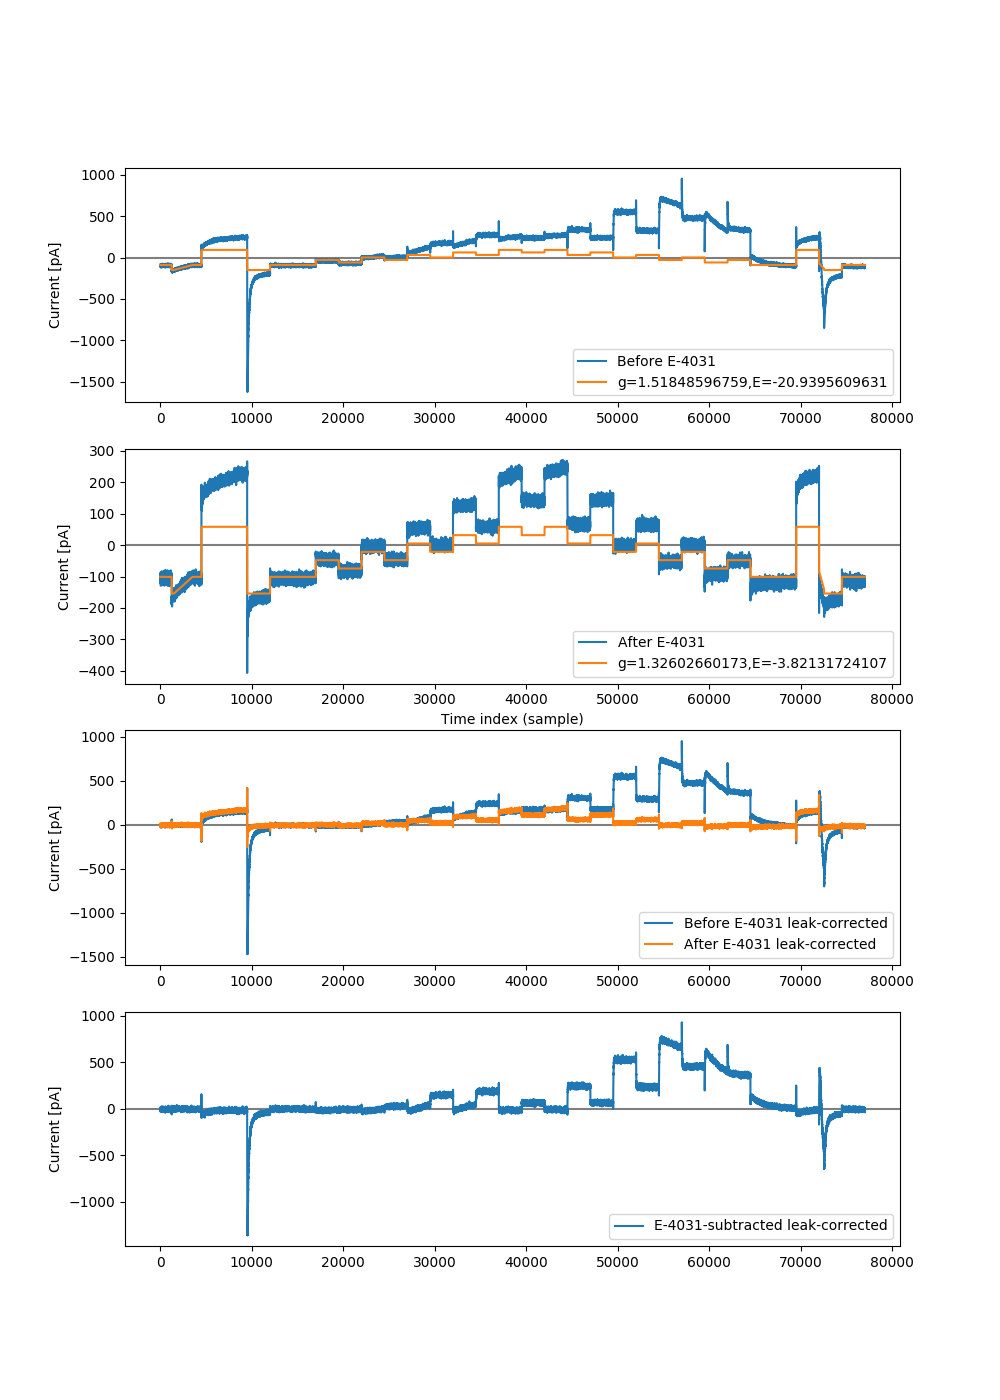 1000
500
0
−500
−1000
−1500
Current [pA]
Before E-4031
g=1.51848596759,E=-20.9395609631
0 10000 20000 30000 40000 50000 60000 70000 80000
300
200
100
0
−100
−200
−300
−400
Current [pA]
After E-4031
g=1.32602660173,E=-3.82131724107
0 10000 20000 30000 40000 50000 60000 70000 80000
Time index (sample)
1000
500
0
−500
−1000
−1500
Current [pA]
Before E-4031 leak-corrected
After E-4031 leak-corrected
0 10000 20000 30000 40000 50000 60000 70000 80000
1000
500
0
−500
−1000
Current [pA]
E-4031-subtracted leak-corrected
0 10000 20000 30000 40000 50000 60000 70000 80000